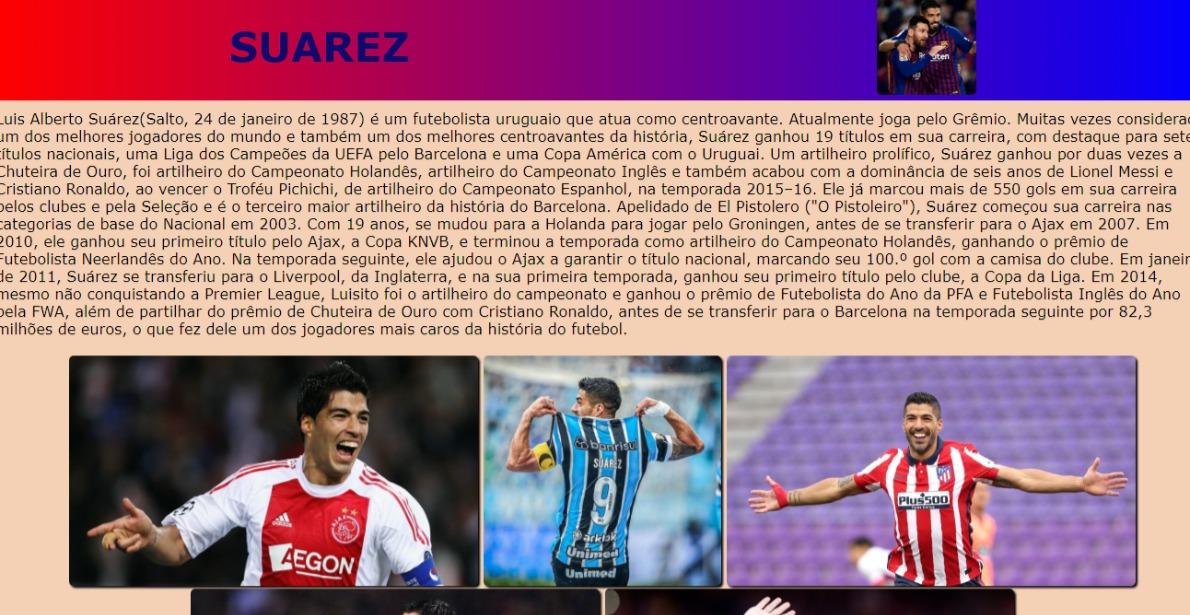 SUAREZ
Luis Alberto Suárez(Salto, 24 de janeiro de 1987) é um futebolista uruguaio que atua como centroavante. Atualmente joga pelo Grêmio. Muitas vezes considerac
um dos melhores jogadores do mundo e também um dos melhores centroavantes da história, Suárez ganhou 19 títulos em sua carreira, com destaque para sete
títulos nacionais, uma Liga dos Campeões da UEFA pelo Barcelona e uma Copa América com o Uruguai. Um artilheiro prolífico, Suárez ganhou por duas vezes a
Chuteira de Ouro, foi artilheiro do Campeonato Holandês, artilheiro do Campeonato Inglês e também acabou com a dominância de seis anos de Lionel Messi e
Cristiano Ronaldo, ao vencer o Troféu Pichichi, de artilheiro do Campeonato Espanhol, na temporada 2015–16. Ele já marcou mais de 550 gols em sua carreira
pelos clubes e pela Seleção e é o terceiro maior artilheiro da história do Barcelona. Apelidado de El Pistolero ("O Pistoleiro"), Suárez começou sua carreira nas
categorias de base do Nacional em 2003. Com 19 anos, se mudou para a Holanda para jogar pelo Groningen, antes de se transferir para o Ajax em 2007. Em
2010, ele ganhou seu primeiro título pelo Ajax, a Copa KNVB, e terminou a temporada como artilheiro do Campeonato Holandês, ganhando o prêmio de
Futebolista Neerlandês do Ano. Na temporada seguinte, ele ajudou o Ajax a garantir o título nacional, marcando seu 100.º gol com a camisa do clube. Em janeir
de 2011, Suárez se transferiu para o Liverpool, da Inglaterra, e na sua primeira temporada, ganhou seu primeiro título pelo clube, a Copa da Liga. Em 2014,
mesmo não conquistando a Premier League, Luisito foi o artilheiro do campeonato e ganhou o prêmio de Futebolista do Ano da PFA e Futebolista Inglês do Ano
pela FWA, além de partilhar do prêmio de Chuteira de Ouro com Cristiano Ronaldo, antes de se transferir para o Barcelona na temporada seguinte por 82,3
milhões de euros, o que fez dele um dos jogadores mais caros da história do futebol.
adidas
AJAX
AEGON
banrisul
SUÁREZ
9
Unimed
Unimed
Plus500